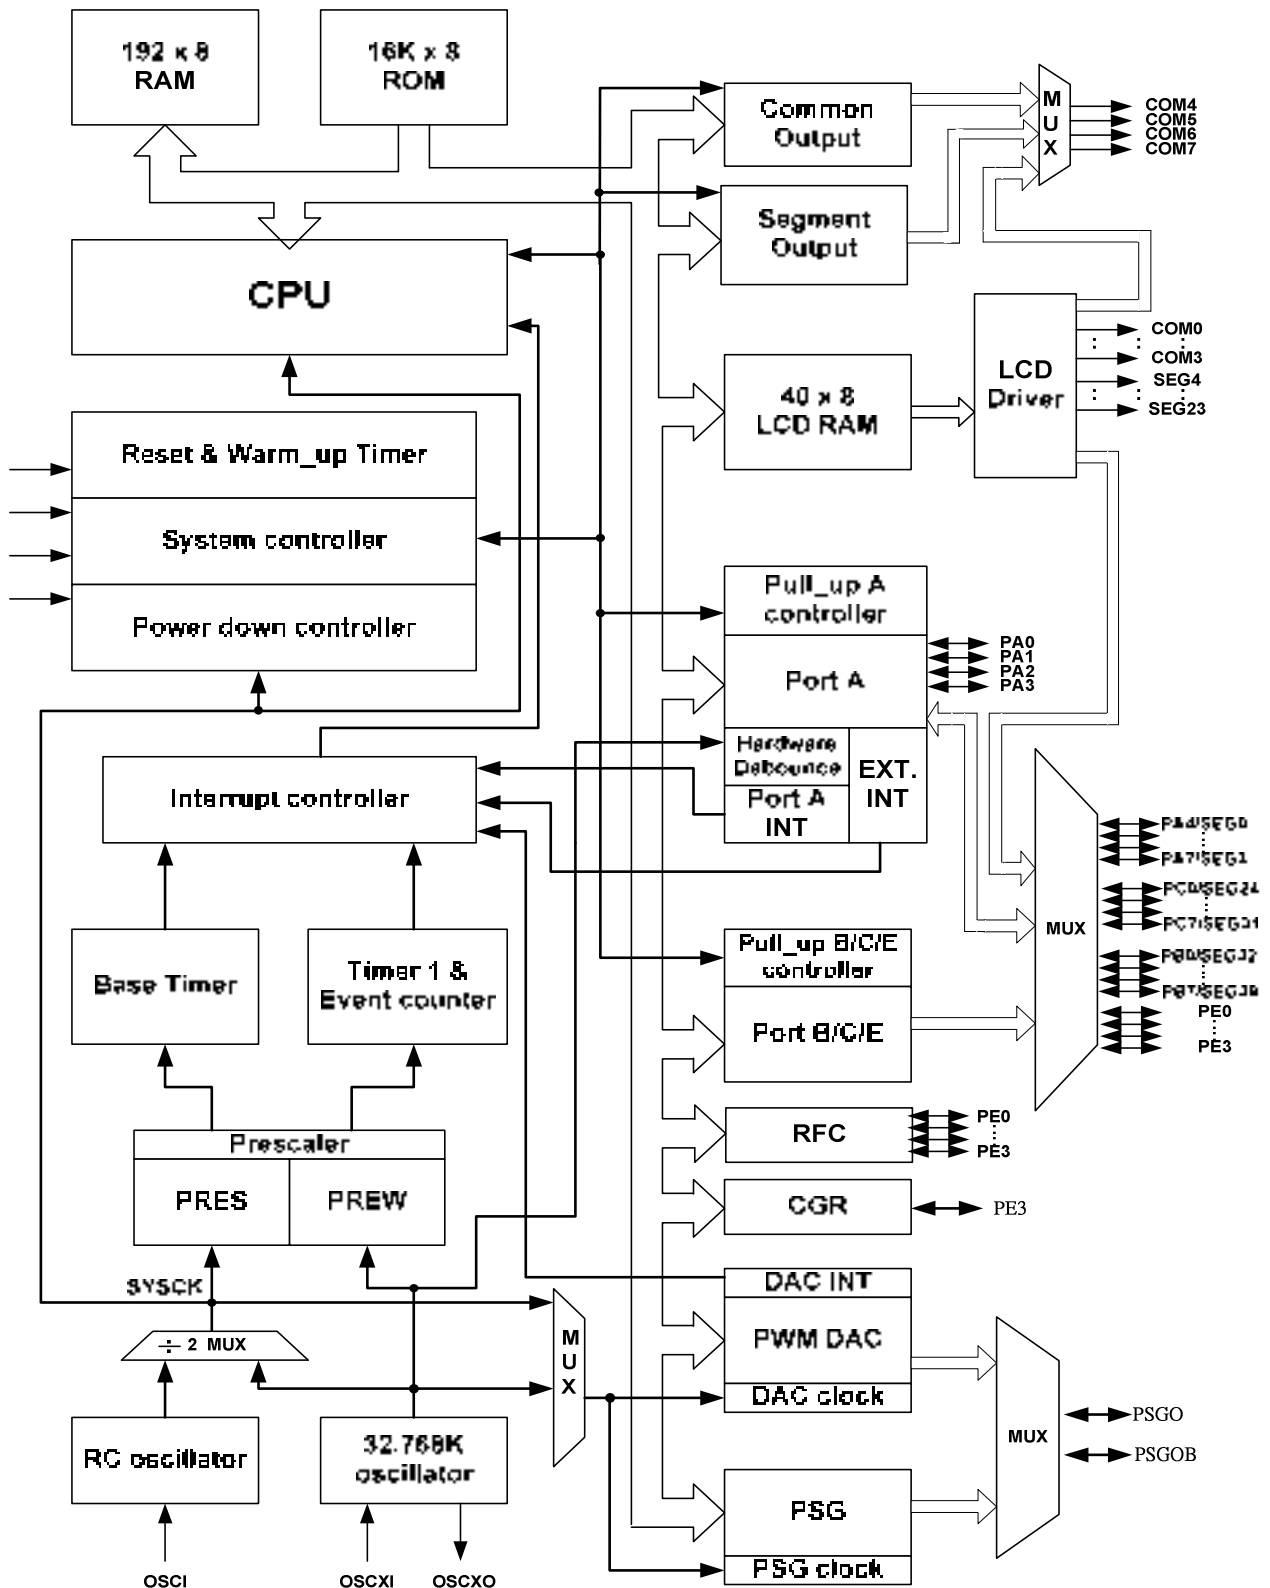 192 x 8
RAM
16K x 8
ROM
Common
Output
M
U
X
COM4
COM5
COM6
COM7
Segment
Output
CPU
40 x 8
LCD RAM
LCD
Driver
COM0
COM3
SEG4
SEG23
Reset & Warm_up Timer
System controller
Power down controller
Pull_up A
controller
Port A
PA0
PA1
PA2
PA3
Hardware
Debounce
EXT.
INT
Port A
INT
Interrupt controller
MUX
PA4/SEG0
PA7/SEG3
PC0/SEG24
PC7/SEG31
PB0/SEG32
PB7/SEG39
PE0
PE3
Base Timer
Timer 1 &
Event counter
Pull_up B/C/E
controller
Port B/C/E
Prescaler
PRES
PREW
RFC
PE0
PE3
CGR
PE3
SYSCK
÷ 2 MUX
M
U
X
DAC INT
PWM DAC
DAC clock
RC oscillator
32.768K
oscillator
PSG
PSG clock
MUX
PSGO
PSGOB
OSCI
OSCXI
OSCXO